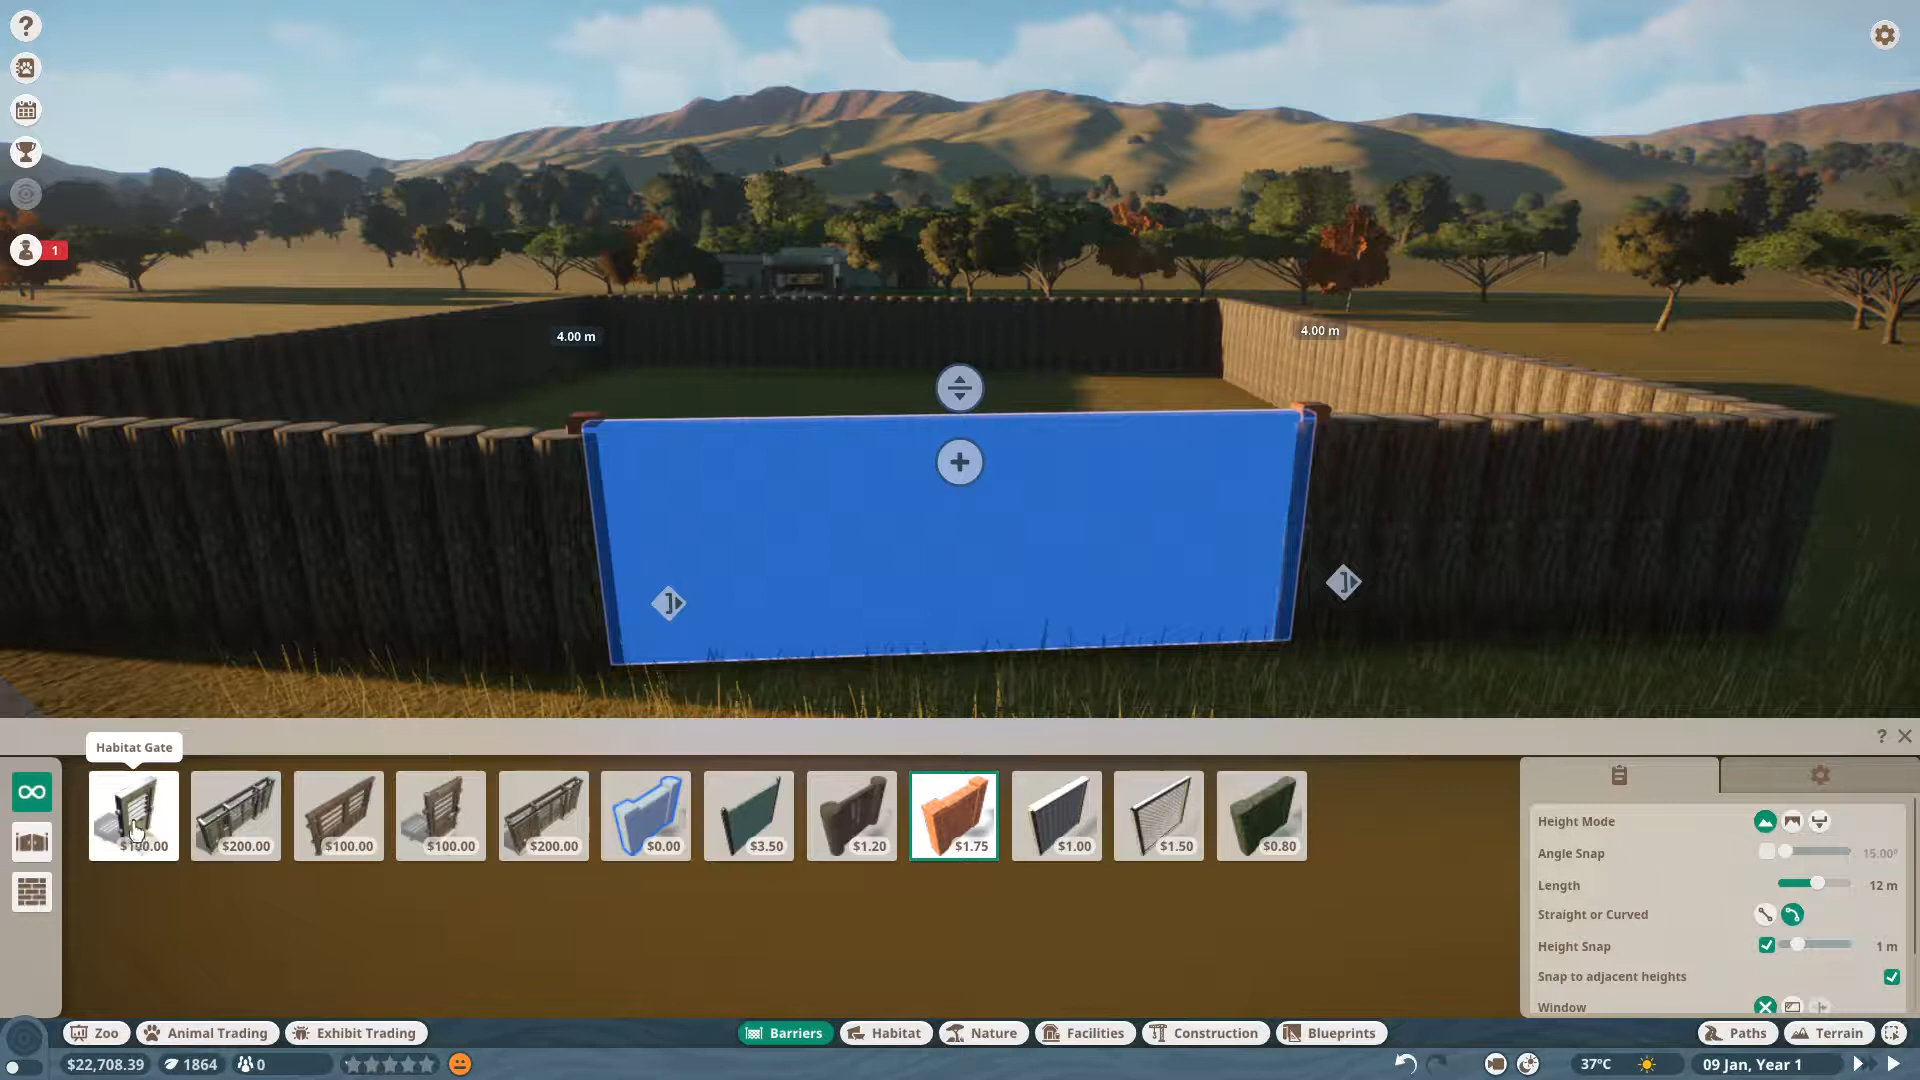 ?
1
4.00 m
4.00 m
Habitat Gate
?
$100.00
$200.00
$100.00
$100.00
$200.00
$0.00
$3.50
$1.20
$1.75
$1.00
$1.50
$0.80
Height Mode
Angle Snap 15.00°
Length 12 m
Straight or Curved
Height Snap 1 m
Snap to adjacent heights
Window
Zoo Animal Trading Exhibit Trading Barriers Habitat Nature Facilities Construction Blueprints Paths Terrain
$22,708.39 1864 0 37°C 09 Jan, Year 1